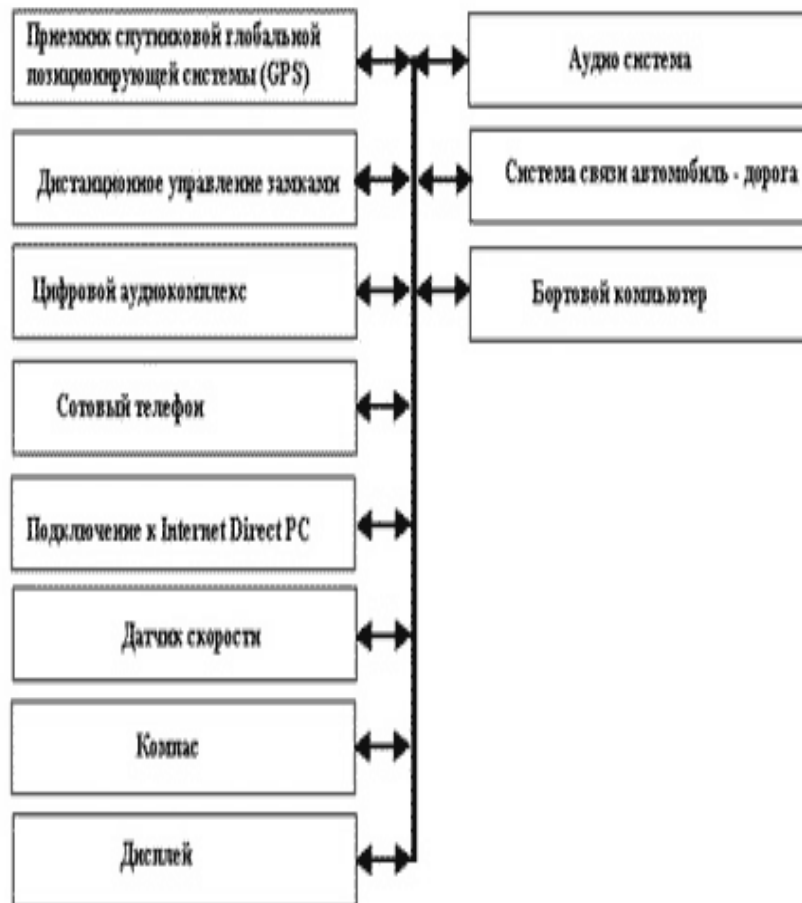 Приемник спутниковой глобальной
позиционирующей системы (GPS)
Дистанционное управление замками
Цифровой аудиокомплекс
Сотовый телефон
Подключение к Internet Direct PC
Датчик скорости
Компас
Дисплей
Аудио система
Система связи автомобиль - дорога
Бортовой компьютер